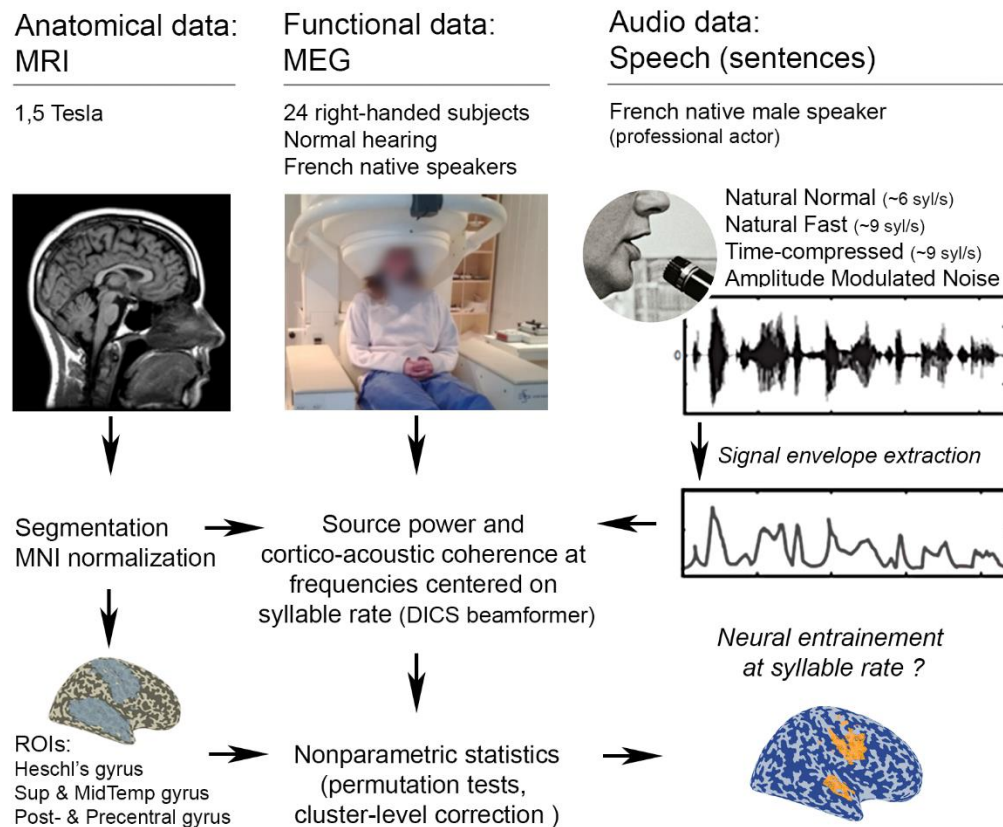 Anatomical data:
MRI
1,5 Tesla
Functional data:
MEG
24 right-handed subjects
Normal hearing
French native speakers
Audio data:
Speech (sentences)
French native male speaker
(professional actor)
Natural Normal (~6 syl/s)
Natural Fast (~9 syl/s)
Time-compressed (~9 syl/s)
Amplitude Modulated Noise
0
Signal envelope extraction
Segmentation
MNI normalization
Source power and
cortico-acoustic coherence at
frequencies centered on
syllable rate (DICS beamformer)
Neural entrainement
at syllable rate ?
ROIs:
Heschl's gyrus
Sup & MidTemp gyrus
Post- & Precentral gyrus
Nonparametric statistics
(permutation tests,
cluster-level correction )